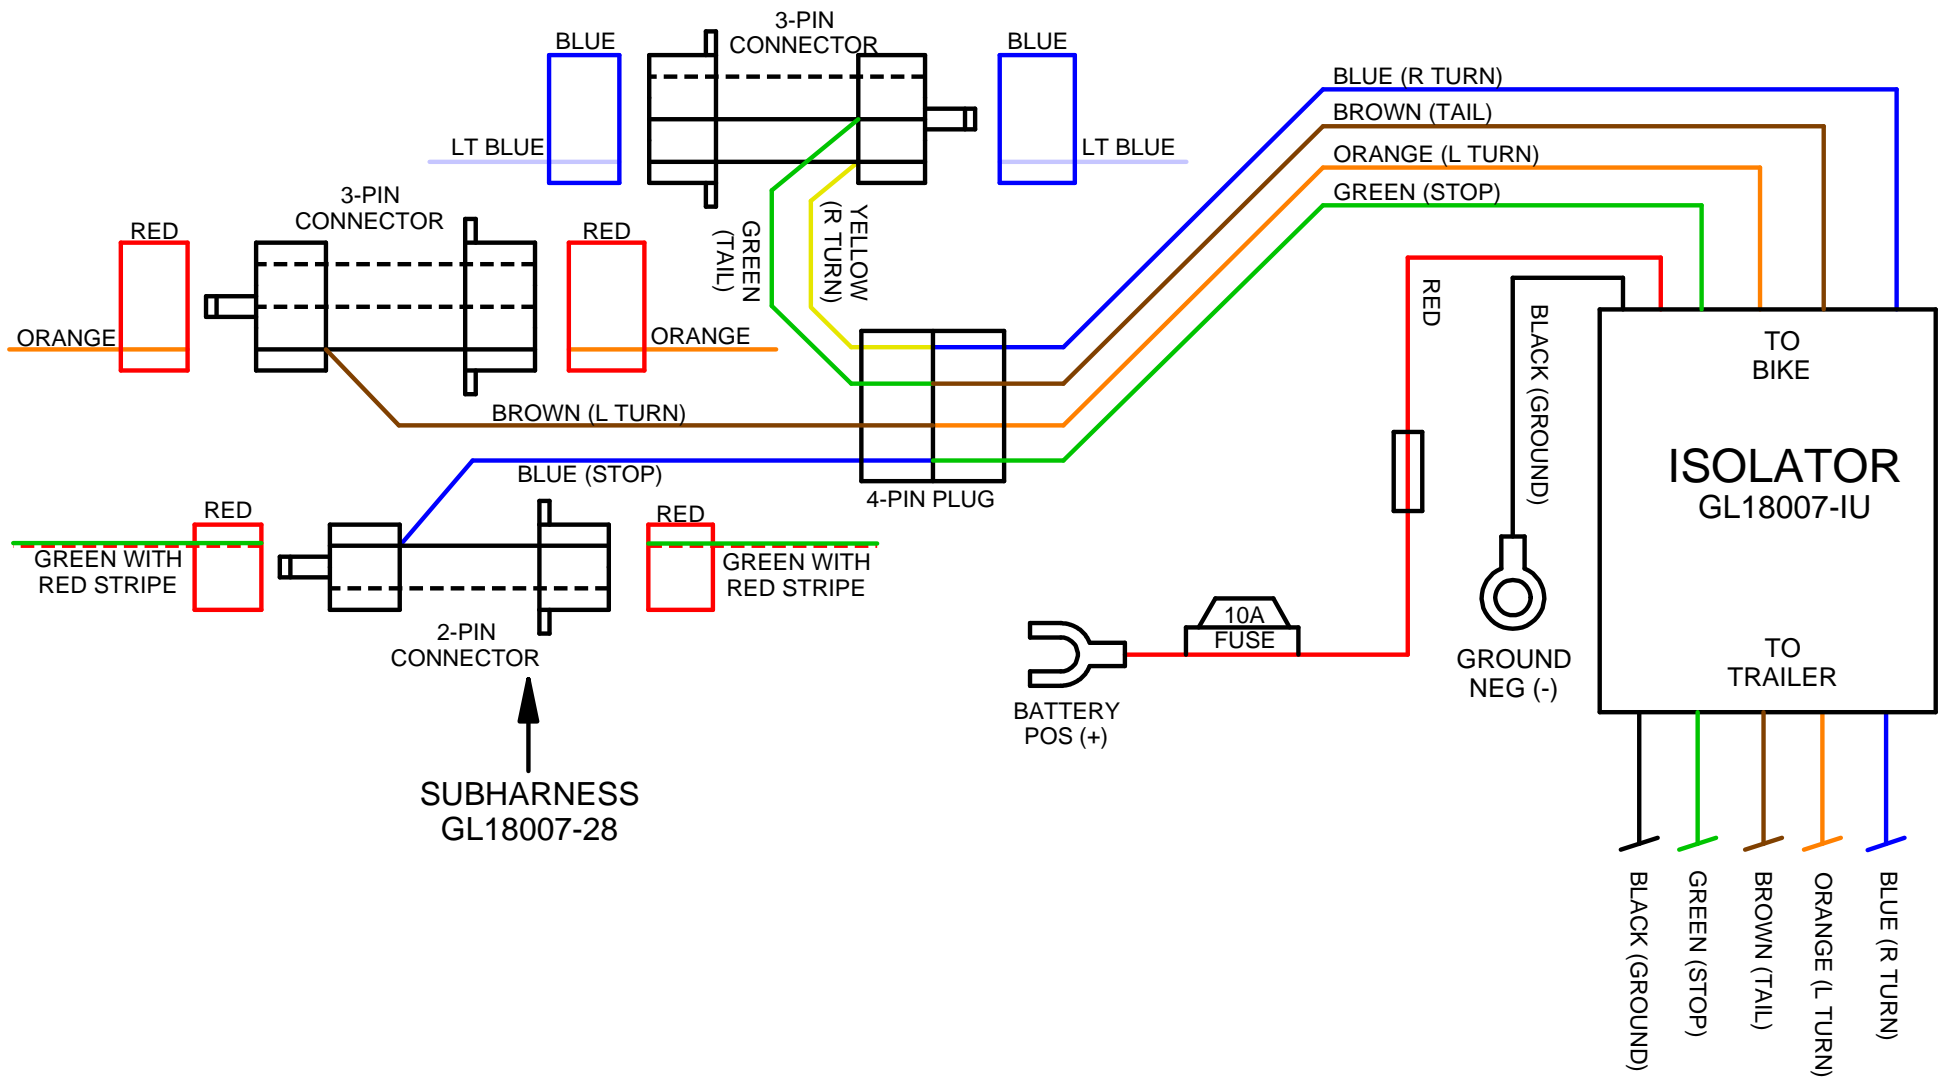 3-PIN
CONNECTOR
BLUE
BLUE
LT BLUE
LT BLUE
BLUE (R TURN)
BROWN (TAIL)
ORANGE (L TURN)
GREEN (STOP)
3-PIN
CONNECTOR
RED
RED
ORANGE
ORANGE
GREEN
(TAIL)
YELLOW
(R TURN)
BROWN (L TURN)
BLUE (STOP)
4-PIN PLUG
RED
RED
GREEN WITH
RED STRIPE
GREEN WITH
RED STRIPE
2-PIN
CONNECTOR
SUBHARNESS
GL18007-28
RED
BLACK (GROUND)
10A
FUSE
BATTERY
POS (+)
GROUND
NEG (-)
TO
BIKE
ISOLATOR
GL18007-IU
TO
TRAILER
BLACK (GROUND)
GREEN (STOP)
BROWN (TAIL)
ORANGE (L TURN)
BLUE (R TURN)